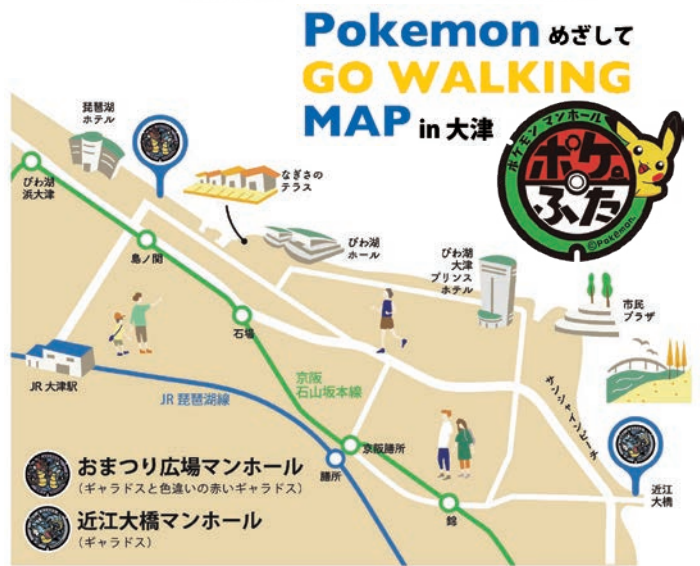 Pokemon めざして
GO WALKING
MAP in 大津
ポケモン マンホール
ポケ。
ふた
©Pokémon.
琵琶湖
ホテル
びわ湖
浜大津
なぎさの
テラス
びわ湖
ホール
島ノ関
びわ湖
大津
プリンス
ホテル
市民
プラザ
石場
JR 大津駅
JR 琵琶湖線
京阪
石山坂本線
サンシャインビーチ
京阪膳所
膳所
錦
近江
大橋
おまつり広場マンホール
(ギャラドスと色違いの赤いギャラドス)
近江大橋マンホール
(ギャラドス)